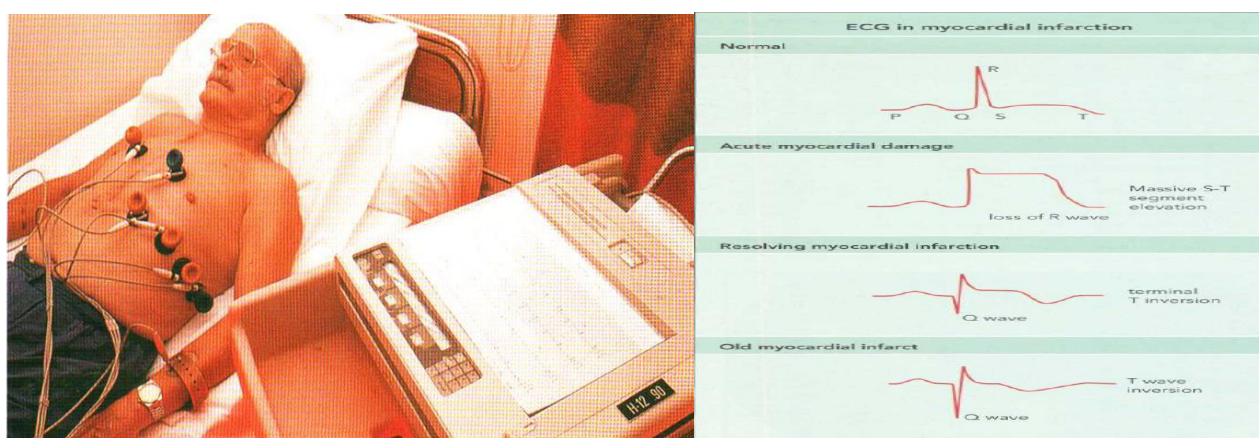 ECG in myocardial infarction
Normal
R
P Q S T
Acute myocardial damage
Massive S-T
segment
elevation
loss of R wave
Resolving myocardial infarction
terminal
T inversion
Q wave
Old myocardial infarct
T wave
inversion
Q wave
H-12 90